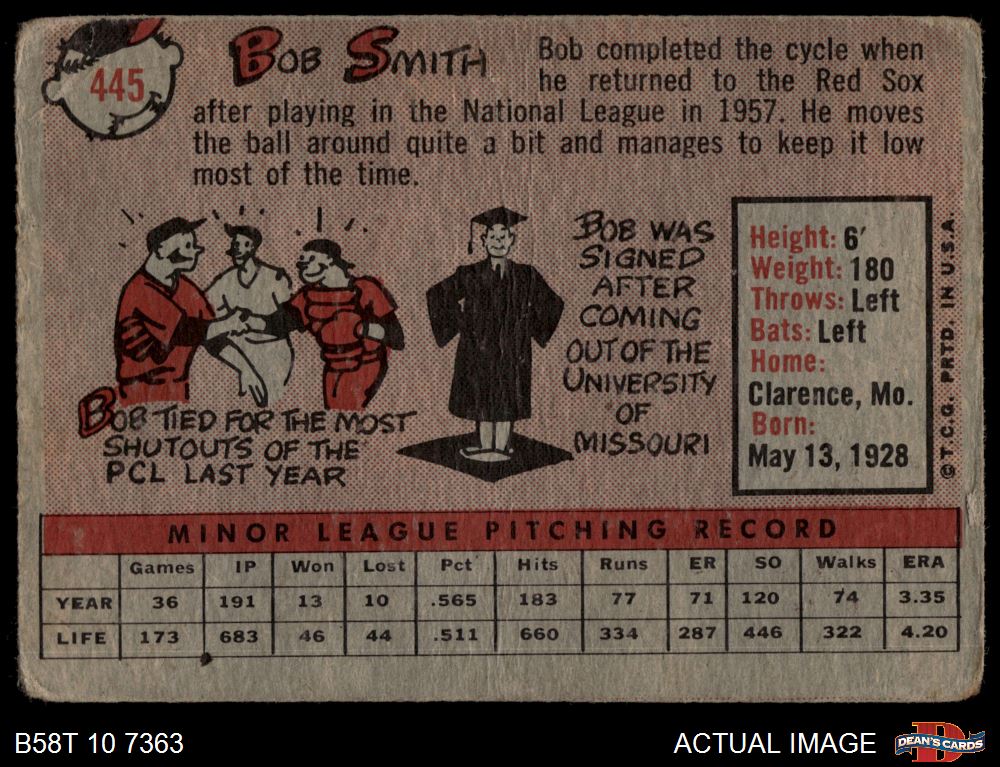 445
BOB SMITH
Bob completed the cycle when
he returned to the Red Sox
after playing in the National League in 1957. He moves
the ball around quite a bit and manages to keep it low
most of the time.
BOB TIED FOR THE MOST
SHUTOUTS OF THE
PCL LAST YEAR
BOB WAS
SIGNED
AFTER
COMING
OUT OF THE
UNIVERSITY
OF
MISSOURI
Height: 6'
Weight: 180
Throws: Left
Bats: Left
Home:
Clarence, Mo.
Born:
May 13, 1928
© T.C.G. PRTD. IN U.S.A.
MINOR LEAGUE PITCHING RECORD
Games IP Won Lost Pct Hits Runs ER SO Walks ERA
YEAR 36 191 13 10 .565 183 77 71 120 74 3.35
LIFE 173 683 46 44 .511 660 334 287 446 322 4.20
B58T 10 7363
ACTUAL IMAGE
D
DEAN'S CARDS